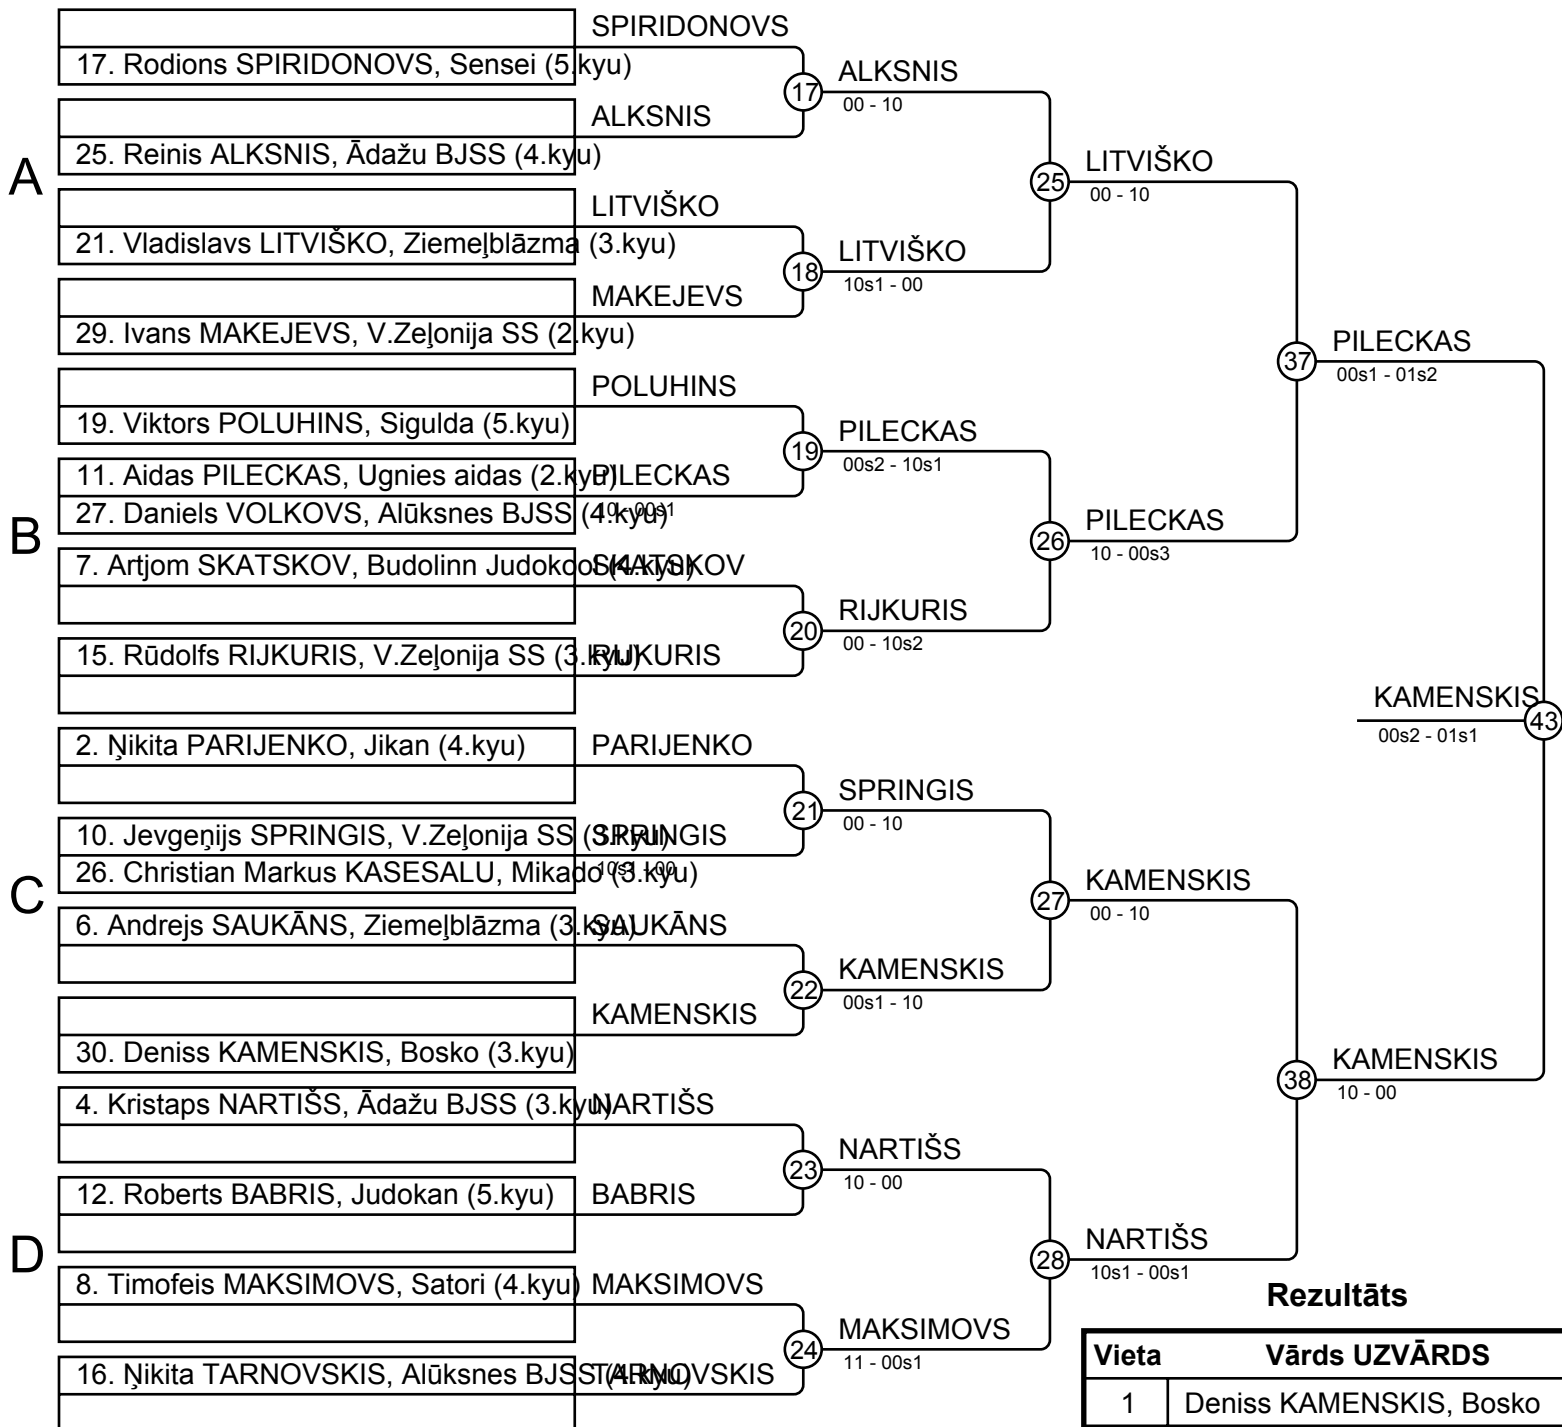 SPIRIDONOVS
17. Rodions SPIRIDONOVS, Sensei (5.kyu)
17
ALKSNIS
00 - 10
ALKSNIS
25. Reinis ALKSNIS, Ādažu BJSS (4.kyu)
A
25
LITVIŠKO
00 - 10
LITVIŠKO
21. Vladislavs LITVIŠKO, Ziemeļblāzma (3.kyu)
18
LITVIŠKO
10s1 - 00
MAKEJEVS
29. Ivans MAKEJEVS, V.Zeļonija SS (2.kyu)
37
PILECKAS
00s1 - 01s2
POLUHINS
19. Viktors POLUHINS, Sigulda (5.kyu)
19
PILECKAS
00s2 - 10s1
11. Aidas PILECKAS, Ugnies aidas (2.kyu)
PILECKAS
27. Daniels VOLKOVS, Alūksnes BJSS (4.kyu)
10 - 00s1
B
26
PILECKAS
10 - 00s3
7. Artjom SKATSKOV, Budolinn Judokool (4.kyu)
SKATSKOV
20
RIJKURIS
00 - 10s2
15. Rūdolfs RIJKURIS, V.Zeļonija SS (3.kyu)
RIJKURIS
KAMENSKIS
43
00s2 - 01s1
2. Ņikita PARIJENKO, Jikan (4.kyu)
PARIJENKO
21
SPRINGIS
00 - 10
10. Jevgeņijs SPRINGIS, V.Zeļonija SS (3.kyu)
SPRINGIS
26. Christian Markus KASESALU, Mikado (3.kyu)
10s1 - 00
C
27
KAMENSKIS
00 - 10
6. Andrejs SAUKĀNS, Ziemeļblāzma (3.kyu)
SAUKĀNS
22
KAMENSKIS
00s1 - 10
KAMENSKIS
30. Deniss KAMENSKIS, Bosko (3.kyu)
38
KAMENSKIS
10 - 00
4. Kristaps NARTIŠS, Ādažu BJSS (3.kyu)
NARTIŠS
23
NARTIŠS
10 - 00
12. Roberts BABRIS, Judokan (5.kyu)
BABRIS
D
28
NARTIŠS
10s1 - 00s1
8. Timofeis MAKSIMOVS, Satori (4.kyu)
MAKSIMOVS
24
MAKSIMOVS
11 - 00s1
16. Ņikita TARNOVSKIS, Alūksnes BJSS (4.kyu)
TARNOVSKIS
Rezultāts
Vieta Vārds UZVĀRDS
1 Deniss KAMENSKIS, Bosko